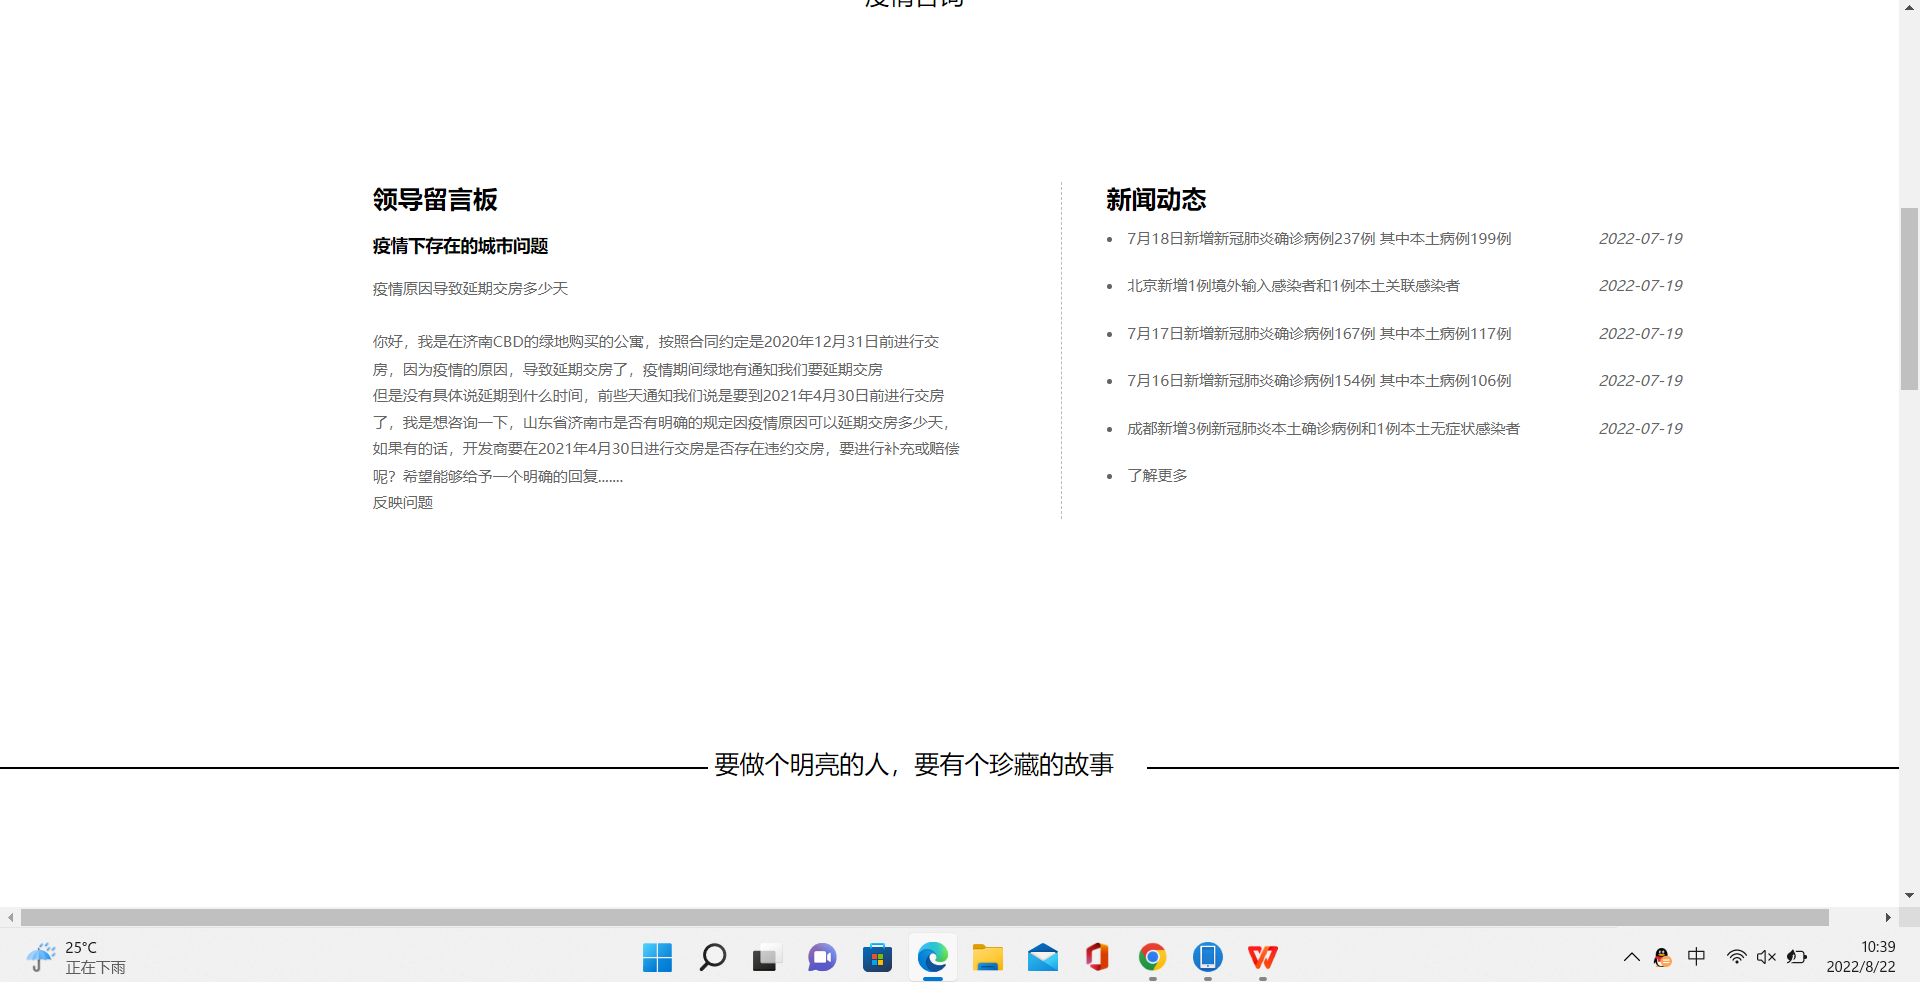 疫情咨询
领导留言板
疫情下存在的城市问题
疫情原因导致延期交房多少天
你好，我是在济南CBD的绿地购买的公寓，按照合同约定是2020年12月31日前进行交
房，因为疫情的原因，导致延期交房了，疫情期间绿地有通知我们要延期交房
但是没有具体说延期到什么时间，前些天通知我们说是要到2021年4月30日前进行交房
了，我是想咨询一下，山东省济南市是否有明确的规定因疫情原因可以延期交房多少天，
如果有的话，开发商要在2021年4月30日进行交房是否存在违约交房，要进行补充或赔偿
呢？希望能够给予一个明确的回复.......
反映问题
新闻动态
7月18日新增新冠肺炎确诊病例237例 其中本土病例199例 2022-07-19
北京新增1例境外输入感染者和1例本土关联感染者 2022-07-19
7月17日新增新冠肺炎确诊病例167例 其中本土病例117例 2022-07-19
7月16日新增新冠肺炎确诊病例154例 其中本土病例106例 2022-07-19
成都新增3例新冠肺炎本土确诊病例和1例本土无症状感染者 2022-07-19
了解更多
要做个明亮的人，要有个珍藏的故事
25°C
正在下雨
中
10:39
2022/8/22